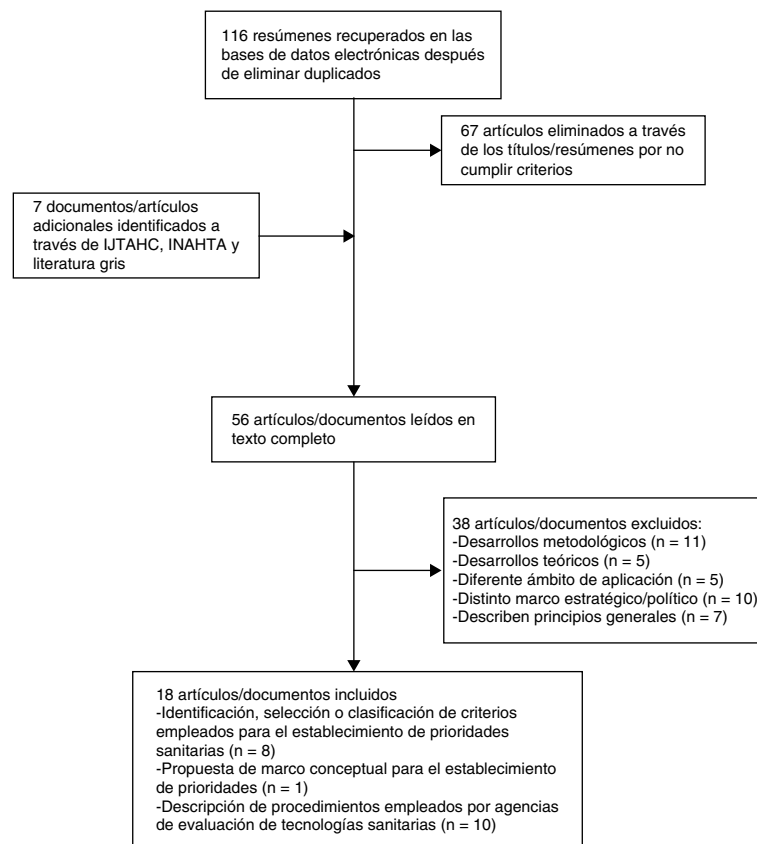 116 resúmenes recuperados en las
bases de datos electrónicas después
de eliminar duplicados
67 artículos eliminados a través
de los títulos/resúmenes por no
cumplir criterios
7 documentos/artículos
adicionales identificados a
través de IJTAHC, INAHTA y
literatura gris
56 artículos/documentos leídos en
texto completo
38 artículos/documentos excluidos:
-Desarrollos metodológicos (n = 11)
-Desarrollos teóricos (n = 5)
-Diferente ámbito de aplicación (n = 5)
-Distinto marco estratégico/político (n = 10)
-Describen principios generales (n = 7)
18 artículos/documentos incluidos
-Identificación, selección o clasificación de criterios
empleados para el establecimiento de prioridades
sanitarias (n = 8)
-Propuesta de marco conceptual para el establecimiento
de prioridades (n = 1)
-Descripción de procedimientos empleados por agencias
de evaluación de tecnologías sanitarias (n = 10)